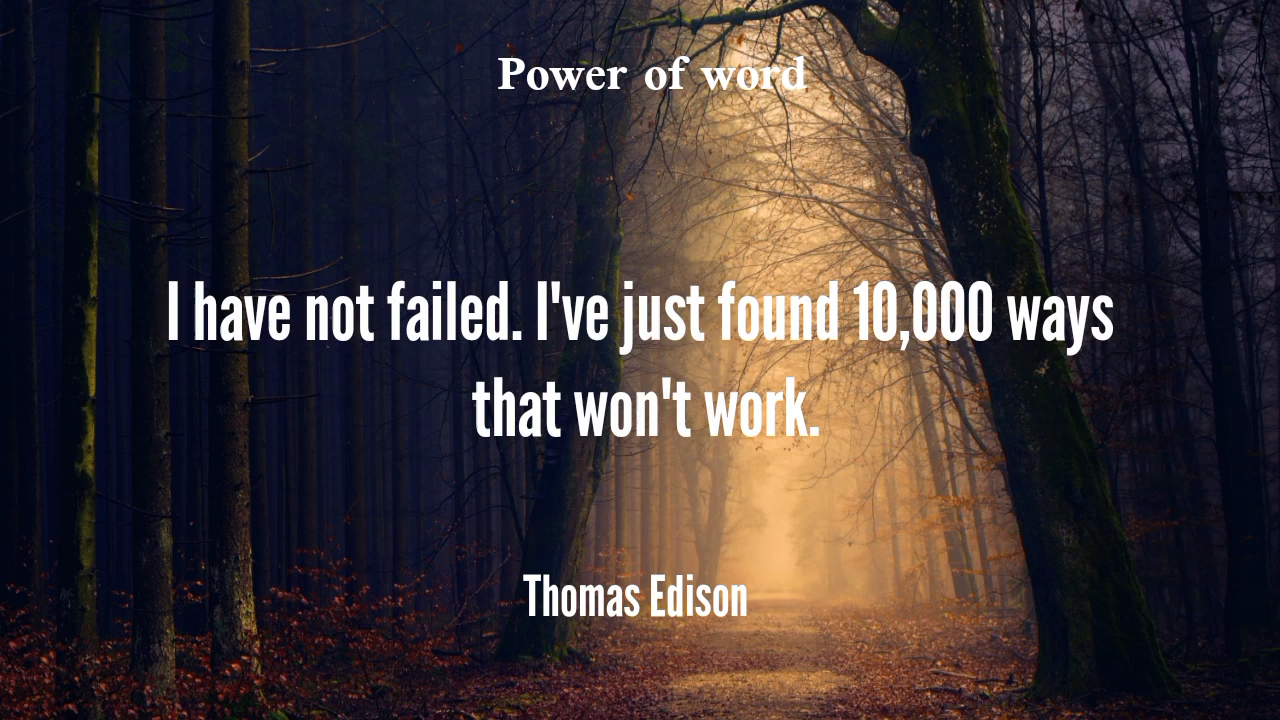 Power of word
I have not failed. I've just found 10,000 ways
that won't work.
Thomas Edison